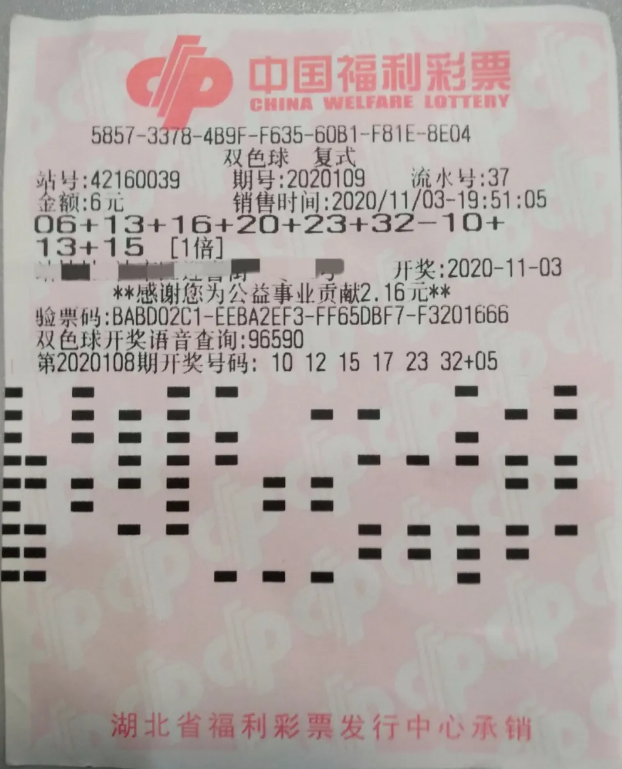 中国福利彩票
CHINA WELFARE LOTTERY
5857-3378-4B9F-F635-60B1-F81E-8E04
双色球 复式
站号:42160039 期号:2020109 流水号:37
金额:6元 销售时间:2020/11/03-19:51:05
06+13+16+20+23+32-10+
13+15 [1倍]
开奖:2020-11-03
**感谢您为公益事业贡献2.16元**
验票码:BABD02C1-EEBA2EF3-FF65DBF7-F3201666
双色球开奖语音查询:96590
第2020108期开奖号码: 10 12 15 17 23 32+05
湖北省福利彩票发行中心承销